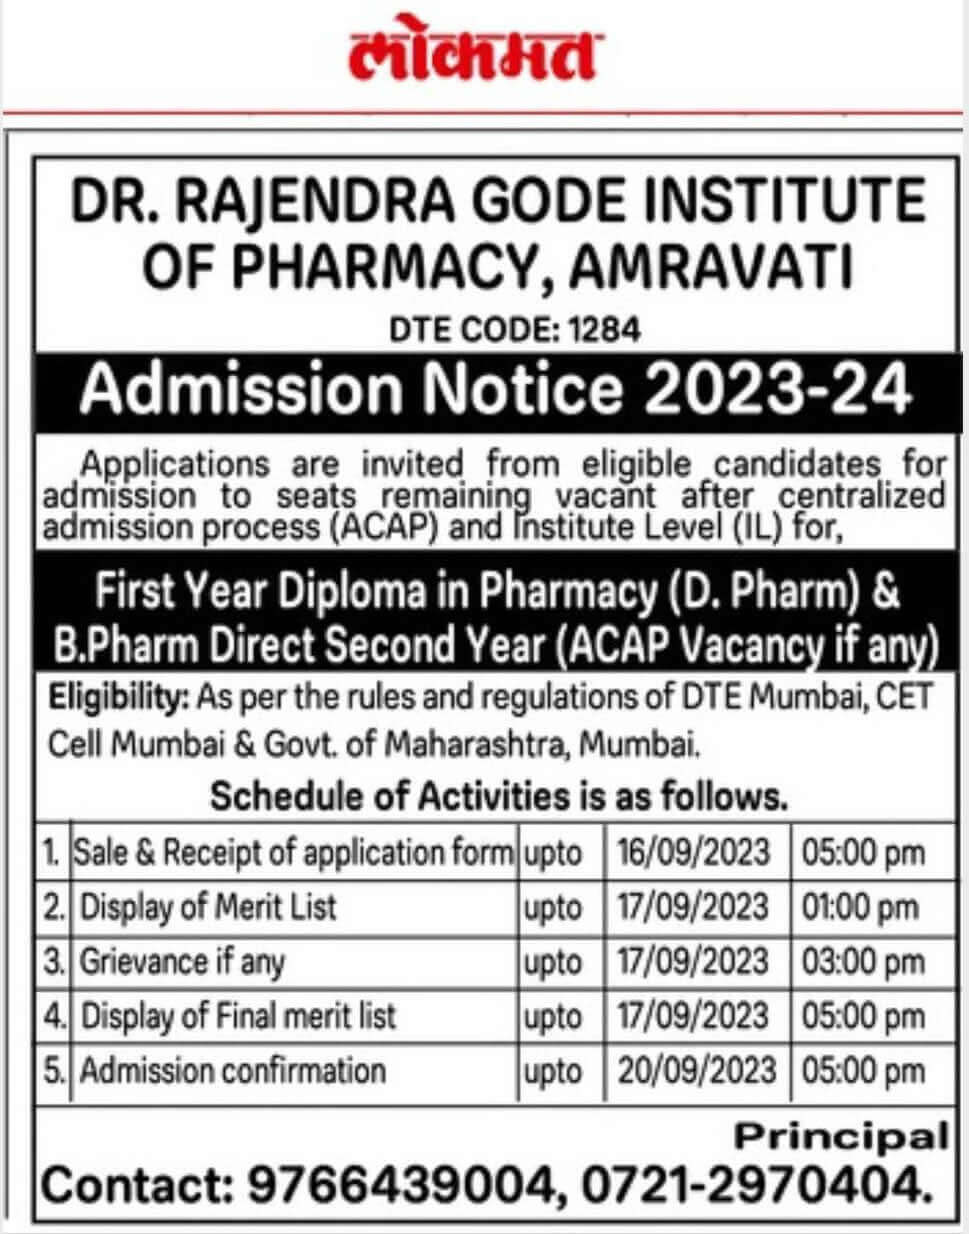 लोकमत
DR. RAJENDRA GODE INSTITUTE
OF PHARMACY, AMRAVATI
DTE CODE: 1284
Admission Notice 2023-24
Applications are invited from eligible candidates for
admission to seats remaining vacant after centralized
admission process (ACAP) and Institute Level (IL) for,
First Year Diploma in Pharmacy (D. Pharm) &
B.Pharm Direct Second Year (ACAP Vacancy if any)
Eligibility: As per the rules and regulations of DTE Mumbai, CET
Cell Mumbai & Govt. of Maharashtra, Mumbai.
Schedule of Activities is as follows.
1. Sale & Receipt of application form upto 16/09/2023 05:00 pm
2. Display of Merit List upto 17/09/2023 01:00 pm
3. Grievance if any upto 17/09/2023 03:00 pm
4. Display of Final merit list upto 17/09/2023 05:00 pm
5. Admission confirmation upto 20/09/2023 05:00 pm
Principal
Contact: 9766439004, 0721-2970404.